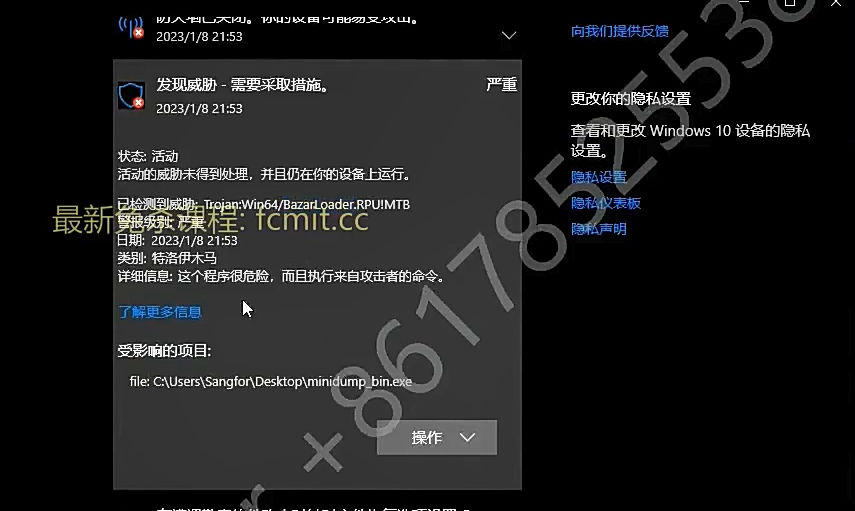 防火墙已关闭。你的设备可能易受攻击。
2023/1/8 21:53
向我们提供反馈
发现威胁 - 需要采取措施。
严重
2023/1/8 21:53
更改你的隐私设置
查看和更改 Windows 10 设备的隐私
设置。
隐私设置
隐私仪表板
隐私声明
状态: 活动
活动的威胁未得到处理，并且仍在你的设备上运行。
已检测到威胁: Trojan:Win64/BazarLoader.RPU!MTB
警报级别: 严重
最新免杀课程: fcmit.cc
日期: 2023/1/8 21:53
类别: 特洛伊木马
详细信息: 这个程序很危险，而且执行来自攻击者的命令。
了解更多信息
受影响的项目:
file: C:\Users\Sangfor\Desktop\minidump_bin.exe
操作
+8617852553